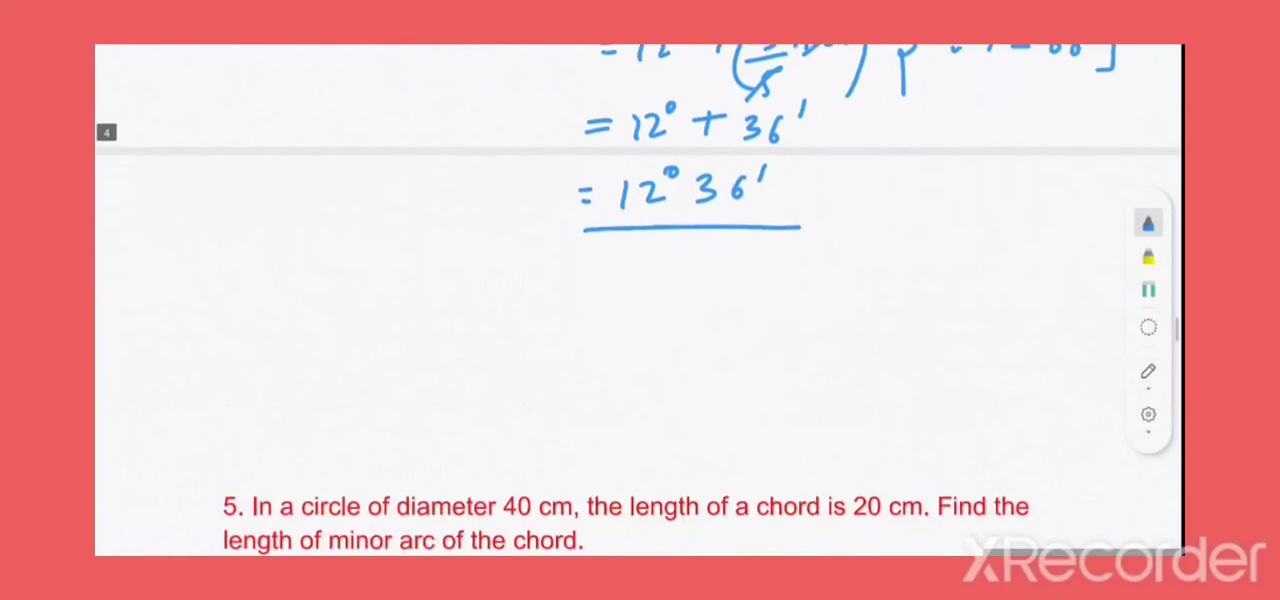 = 12
4
= 12° + 36'
= 12° 36'
5. In a circle of diameter 40 cm, the length of a chord is 20 cm. Find the
length of minor arc of the chord.
XRecorder